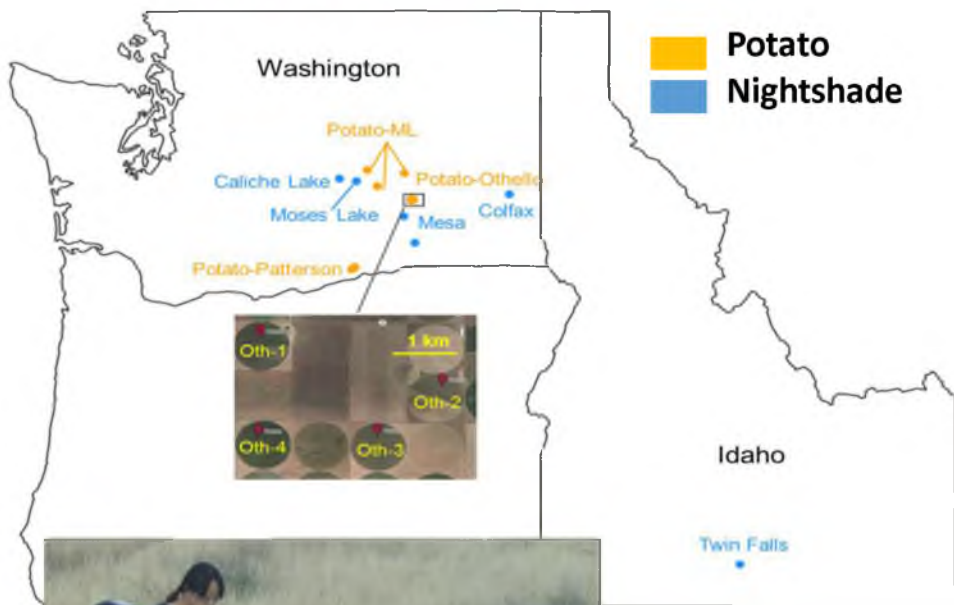 Potato
Nightshade
Washington
Potato-ML
Caliche Lake
Potato-Othello
Moses Lake
Colfax
Mesa
Potato-Patterson
Oth-1
1 km
Oth-2
Oth-4
Oth-3
Idaho
Twin Falls